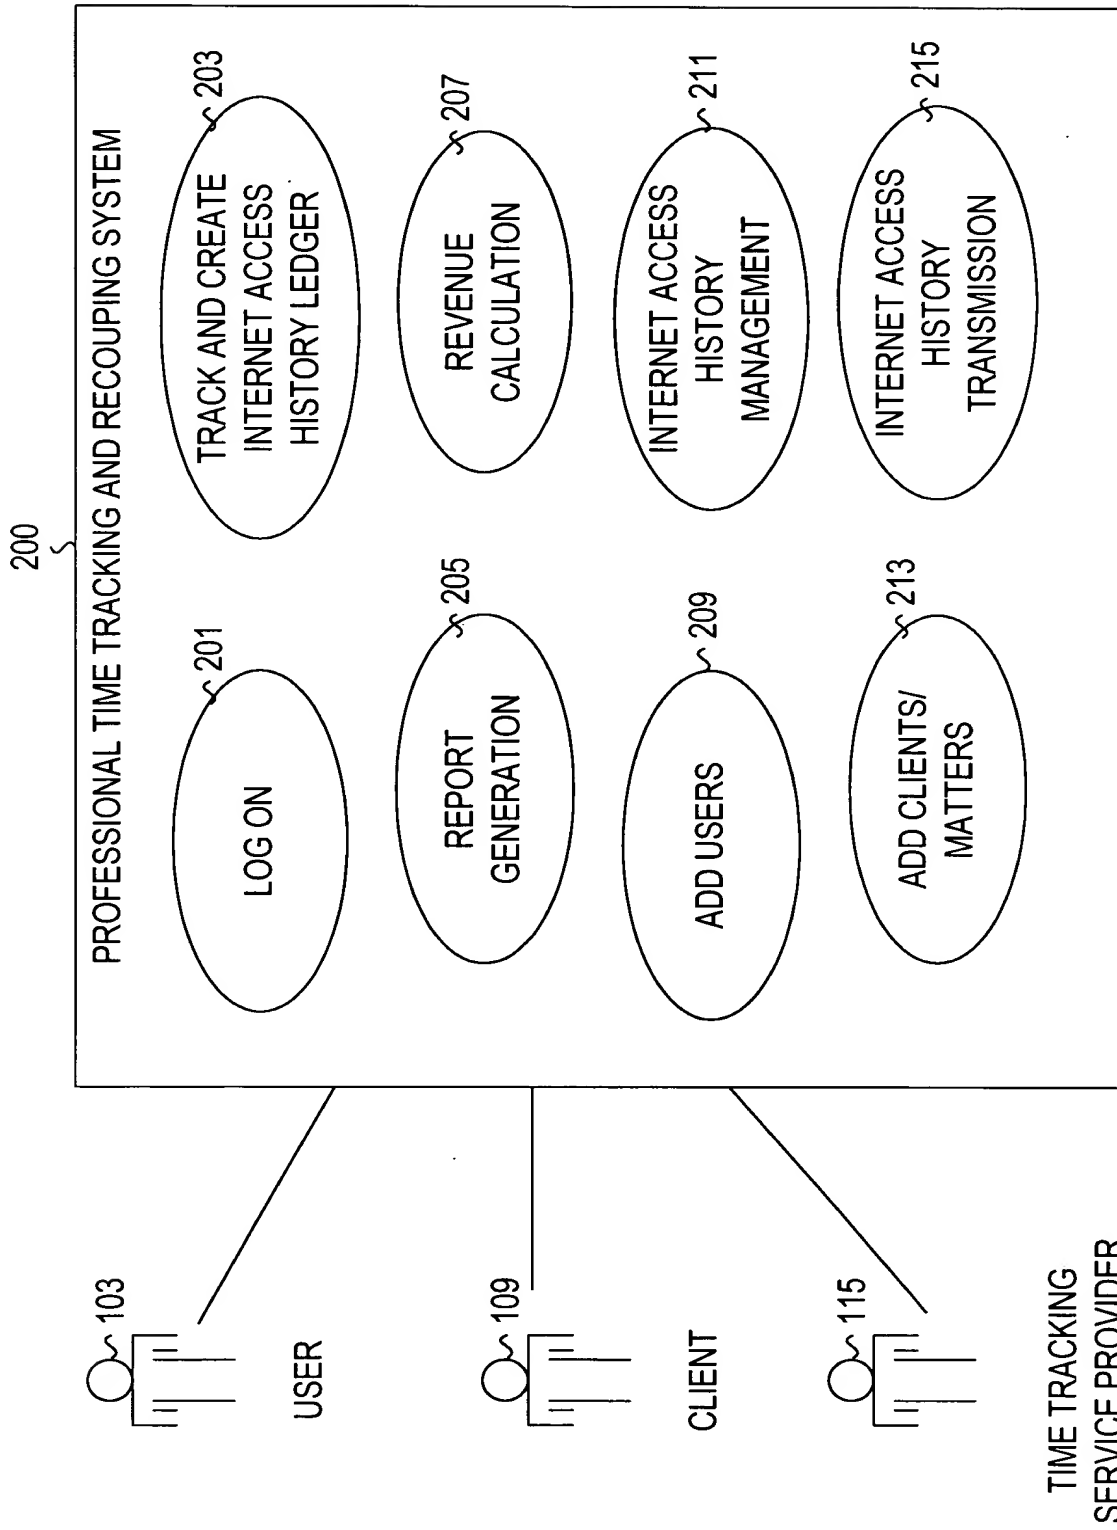 200
PROFESSIONAL TIME TRACKING AND RECOUPING SYSTEM
103
USER
201
LOG ON
203
TRACK AND CREATE
INTERNET ACCESS
HISTORY LEDGER
205
REPORT
GENERATION
207
REVENUE
CALCULATION
109
CLIENT
209
ADD USERS
211
INTERNET ACCESS
HISTORY
MANAGEMENT
115
TIME TRACKING
SERVICE PROVIDER
213
ADD CLIENTS/
MATTERS
215
INTERNET ACCESS
HISTORY
TRANSMISSION